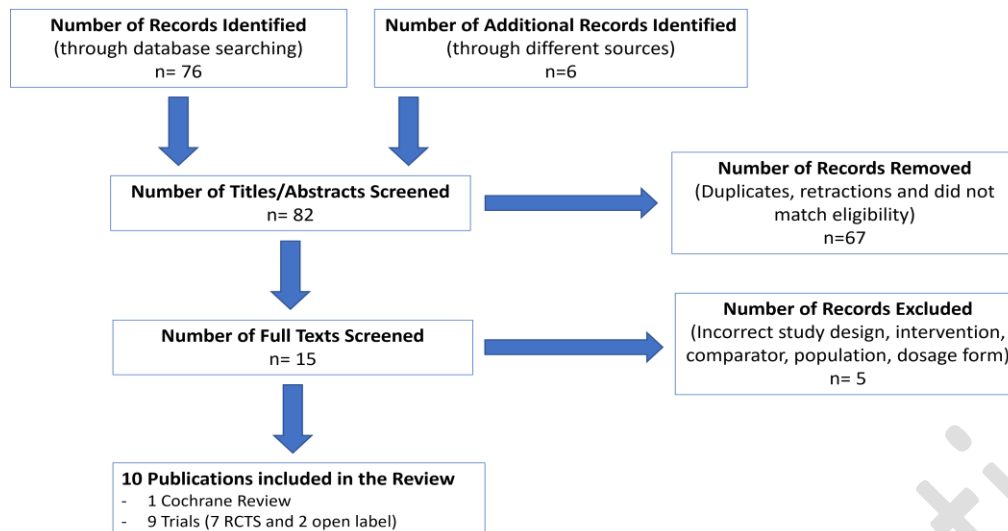 Number of Records Identified
(through database searching)
n= 76
Number of Additional Records Identified
(through different sources)
n=6
Number of Titles/Abstracts Screened
n= 82
Number of Records Removed
(Duplicates, retractions and did not
match eligibility)
n=67
Number of Full Texts Screened
n= 15
Number of Records Excluded
(Incorrect study design, intervention,
comparator, population, dosage form)
n= 5
10 Publications included in the Review
- 1 Cochrane Review
- 9 Trials (7 RCTS and 2 open label)